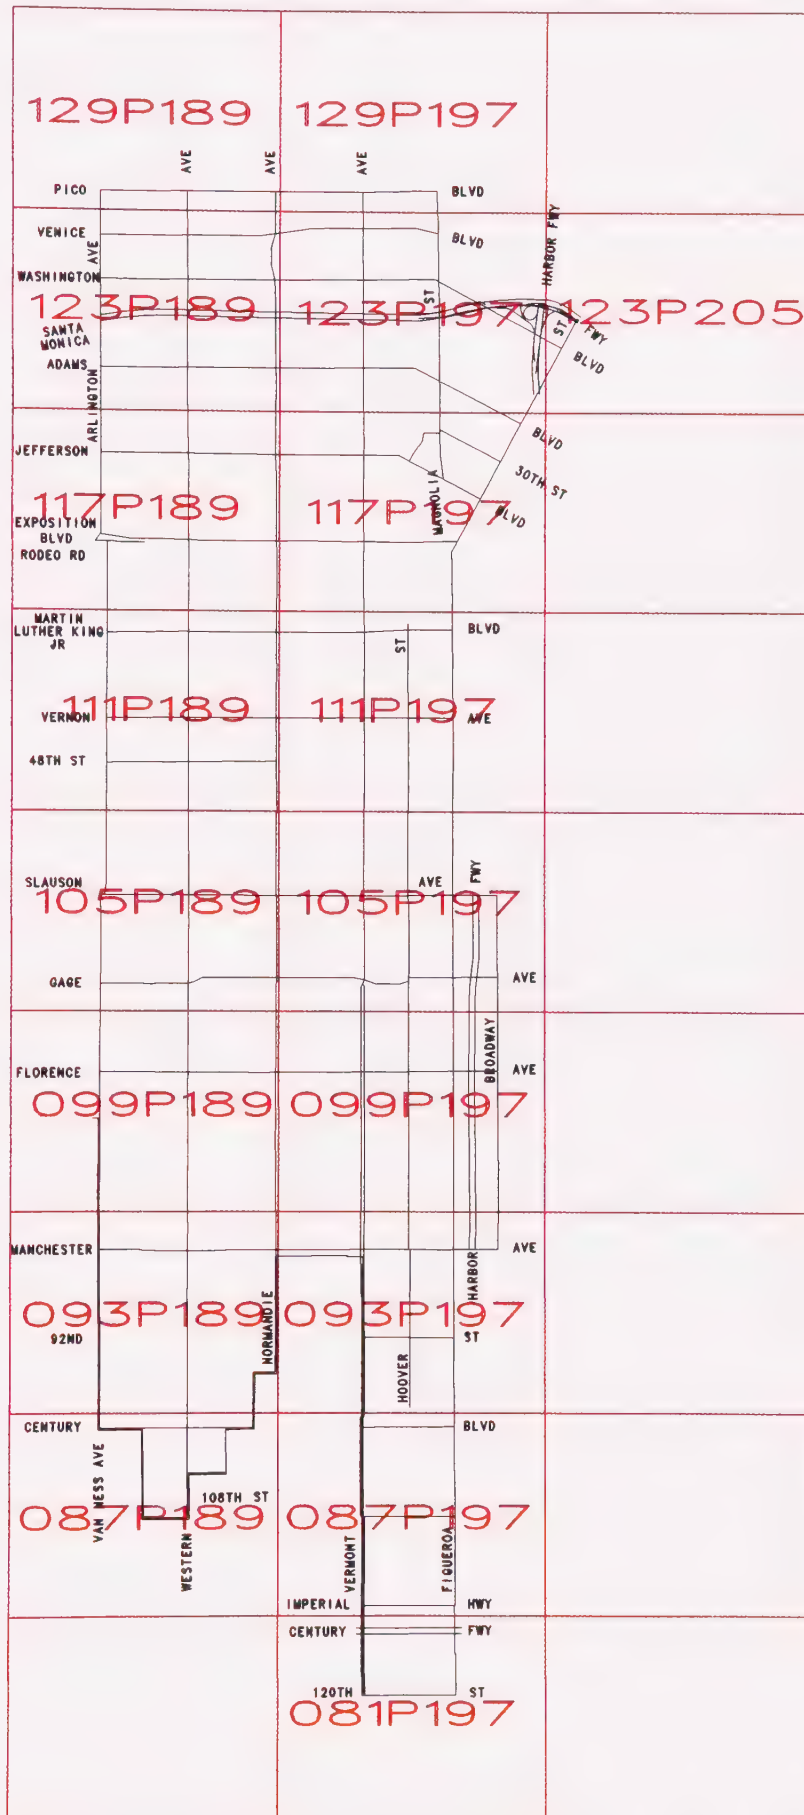 129P189 129P197
AVE AVE AVE
PICO BLVD
VENICE AVE BLVD HARBOR FWY
WASHINGTON ST
123P189 123P197 123P205
SANTA MONICA ST FWY
ADAMS BLVD
ARLINGTON
JEFFERSON BLVD
MAGNOLIA 30TH ST
117P189 117P197
EXPOSITION BLVD BLVD
RODEO RD
MARTIN
LUTHER KING BLVD
JR ST
111P189 111P197
VERNON AVE
48TH ST
SLAUSON AVE FWY
105P189 105P197
GAGE AVE
BROADWAY
FLORENCE AVE
099P189 099P197
MANCHESTER AVE
HARBOR
093P189 093P197
NORMANDIE
92ND ST
HOOVER
CENTURY BLVD
VAN NESS AVE
108TH ST
087P189 087P197
WESTERN VERMONT FIGUEROA
IMPERIAL HWY
CENTURY FWY
120TH ST
081P197